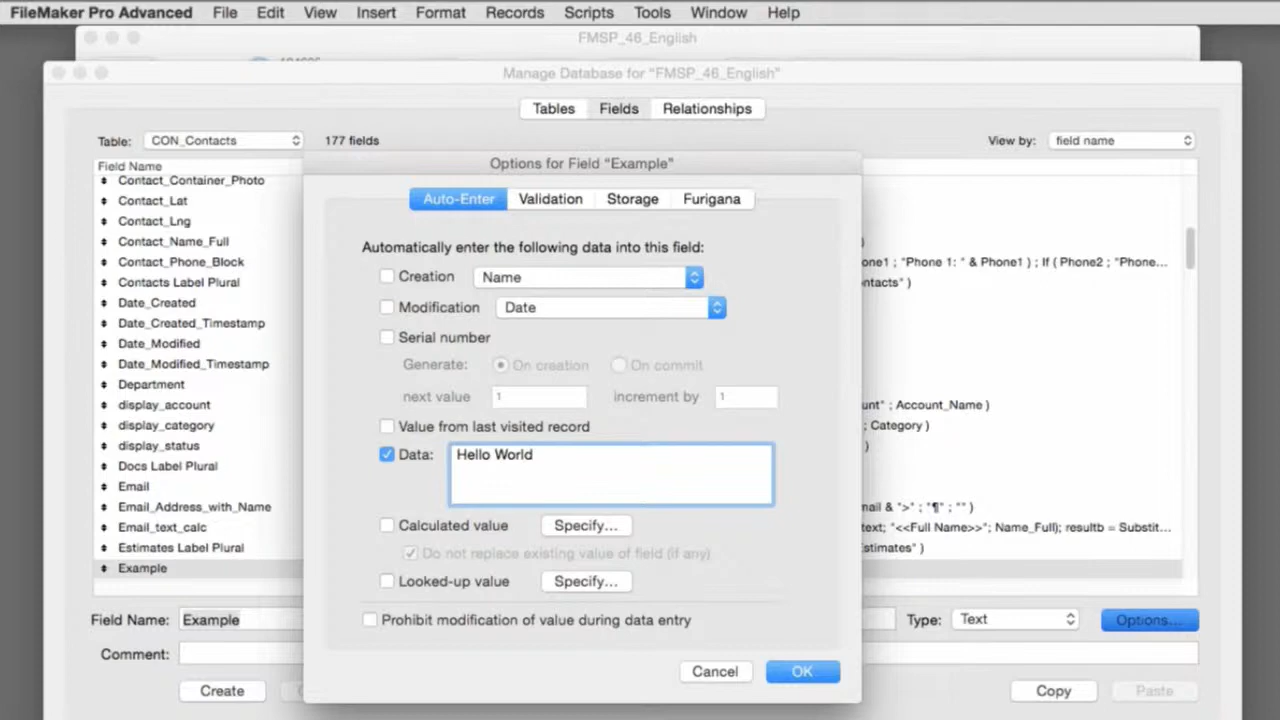 FileMaker Pro Advanced File Edit View Insert Format Records Scripts Tools Window Help
FMSP_46_English
Manage Database for "FMSP_46_English"
Tables Fields Relationships
Table: CON_Contacts 177 fields View by: field name
Field Name
Contact_Container_Photo
Contact_Lat
Contact_Lng
Contact_Name_Full )
Contact_Phone_Block one1 ; "Phone 1: " & Phone1 ) ; If ( Phone2 ; "Phone...
Contacts Label Plural ntacts" )
Date_Created
Date_Created_Timestamp
Date_Modified
Date_Modified_Timestamp
Department
display_account unt" ; Account_Name )
display_category ; Category )
display_status )
Docs Label Plural
Email
Email_Address_with_Name mail & ">" ; "¶" ; "" )
Email_text_calc text; "<<Full Name>>"; Name_Full); resultb = Substit...
Estimates Label Plural stimates" )
Example
Options for Field "Example"
Auto-Enter Validation Storage Furigana
Automatically enter the following data into this field:
Creation Name
Modification Date
Serial number
Generate: On creation On commit
next value 1 increment by 1
Value from last visited record
Data: Hello World
Calculated value Specify...
Do not replace existing value of field (if any)
Looked-up value Specify...
Prohibit modification of value during data entry
Cancel OK
Field Name: Example Type: Text Options...
Comment:
Create Copy Paste